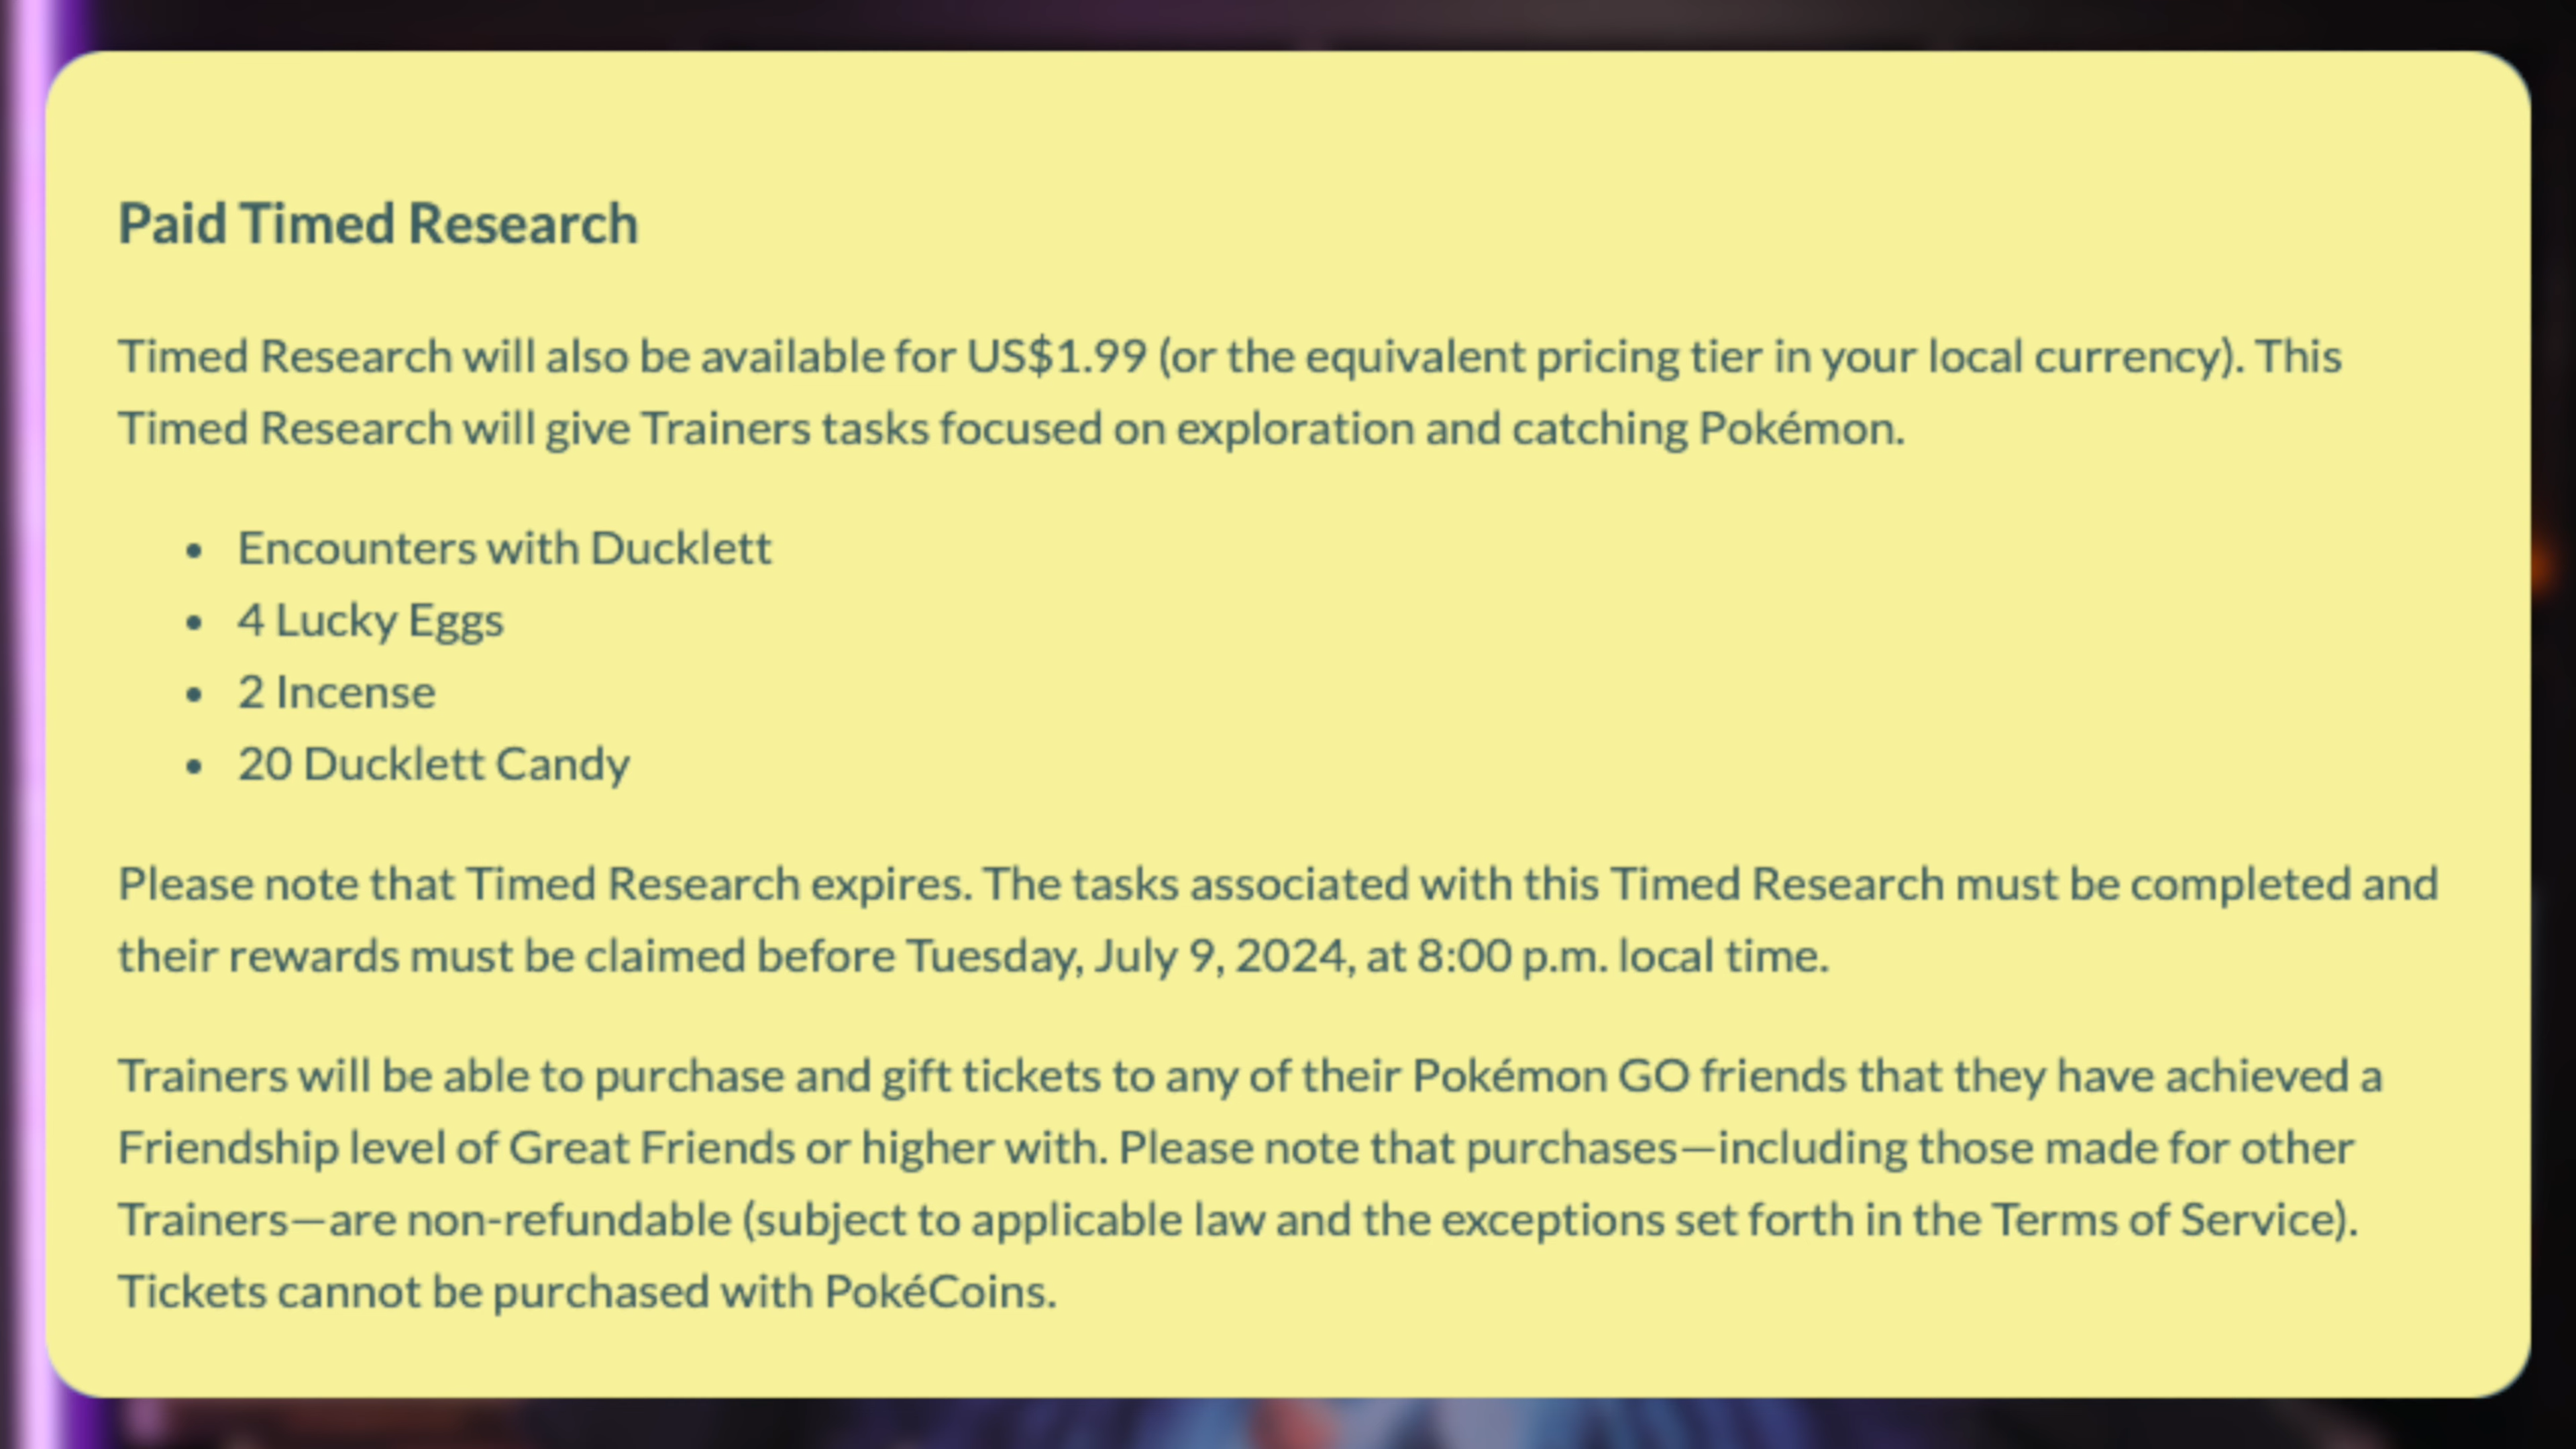 Paid Timed Research
Timed Research will also be available for US$1.99 (or the equivalent pricing tier in your local currency). This
Timed Research will give Trainers tasks focused on exploration and catching Pokémon.
• Encounters with Ducklett
• 4 Lucky Eggs
• 2 Incense
• 20 Ducklett Candy
Please note that Timed Research expires. The tasks associated with this Timed Research must be completed and
their rewards must be claimed before Tuesday, July 9, 2024, at 8:00 p.m. local time.
Trainers will be able to purchase and gift tickets to any of their Pokémon GO friends that they have achieved a
Friendship level of Great Friends or higher with. Please note that purchases—including those made for other
Trainers—are non-refundable (subject to applicable law and the exceptions set forth in the Terms of Service).
Tickets cannot be purchased with PokéCoins.